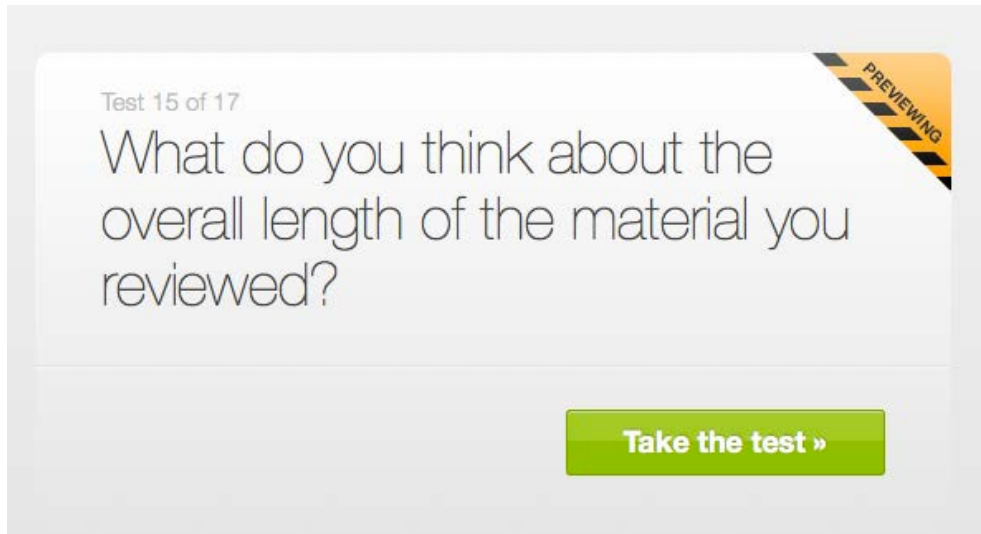 Test 15 of 17
PREVIEWING
What do you think about the
overall length of the material you
reviewed?
Take the test »